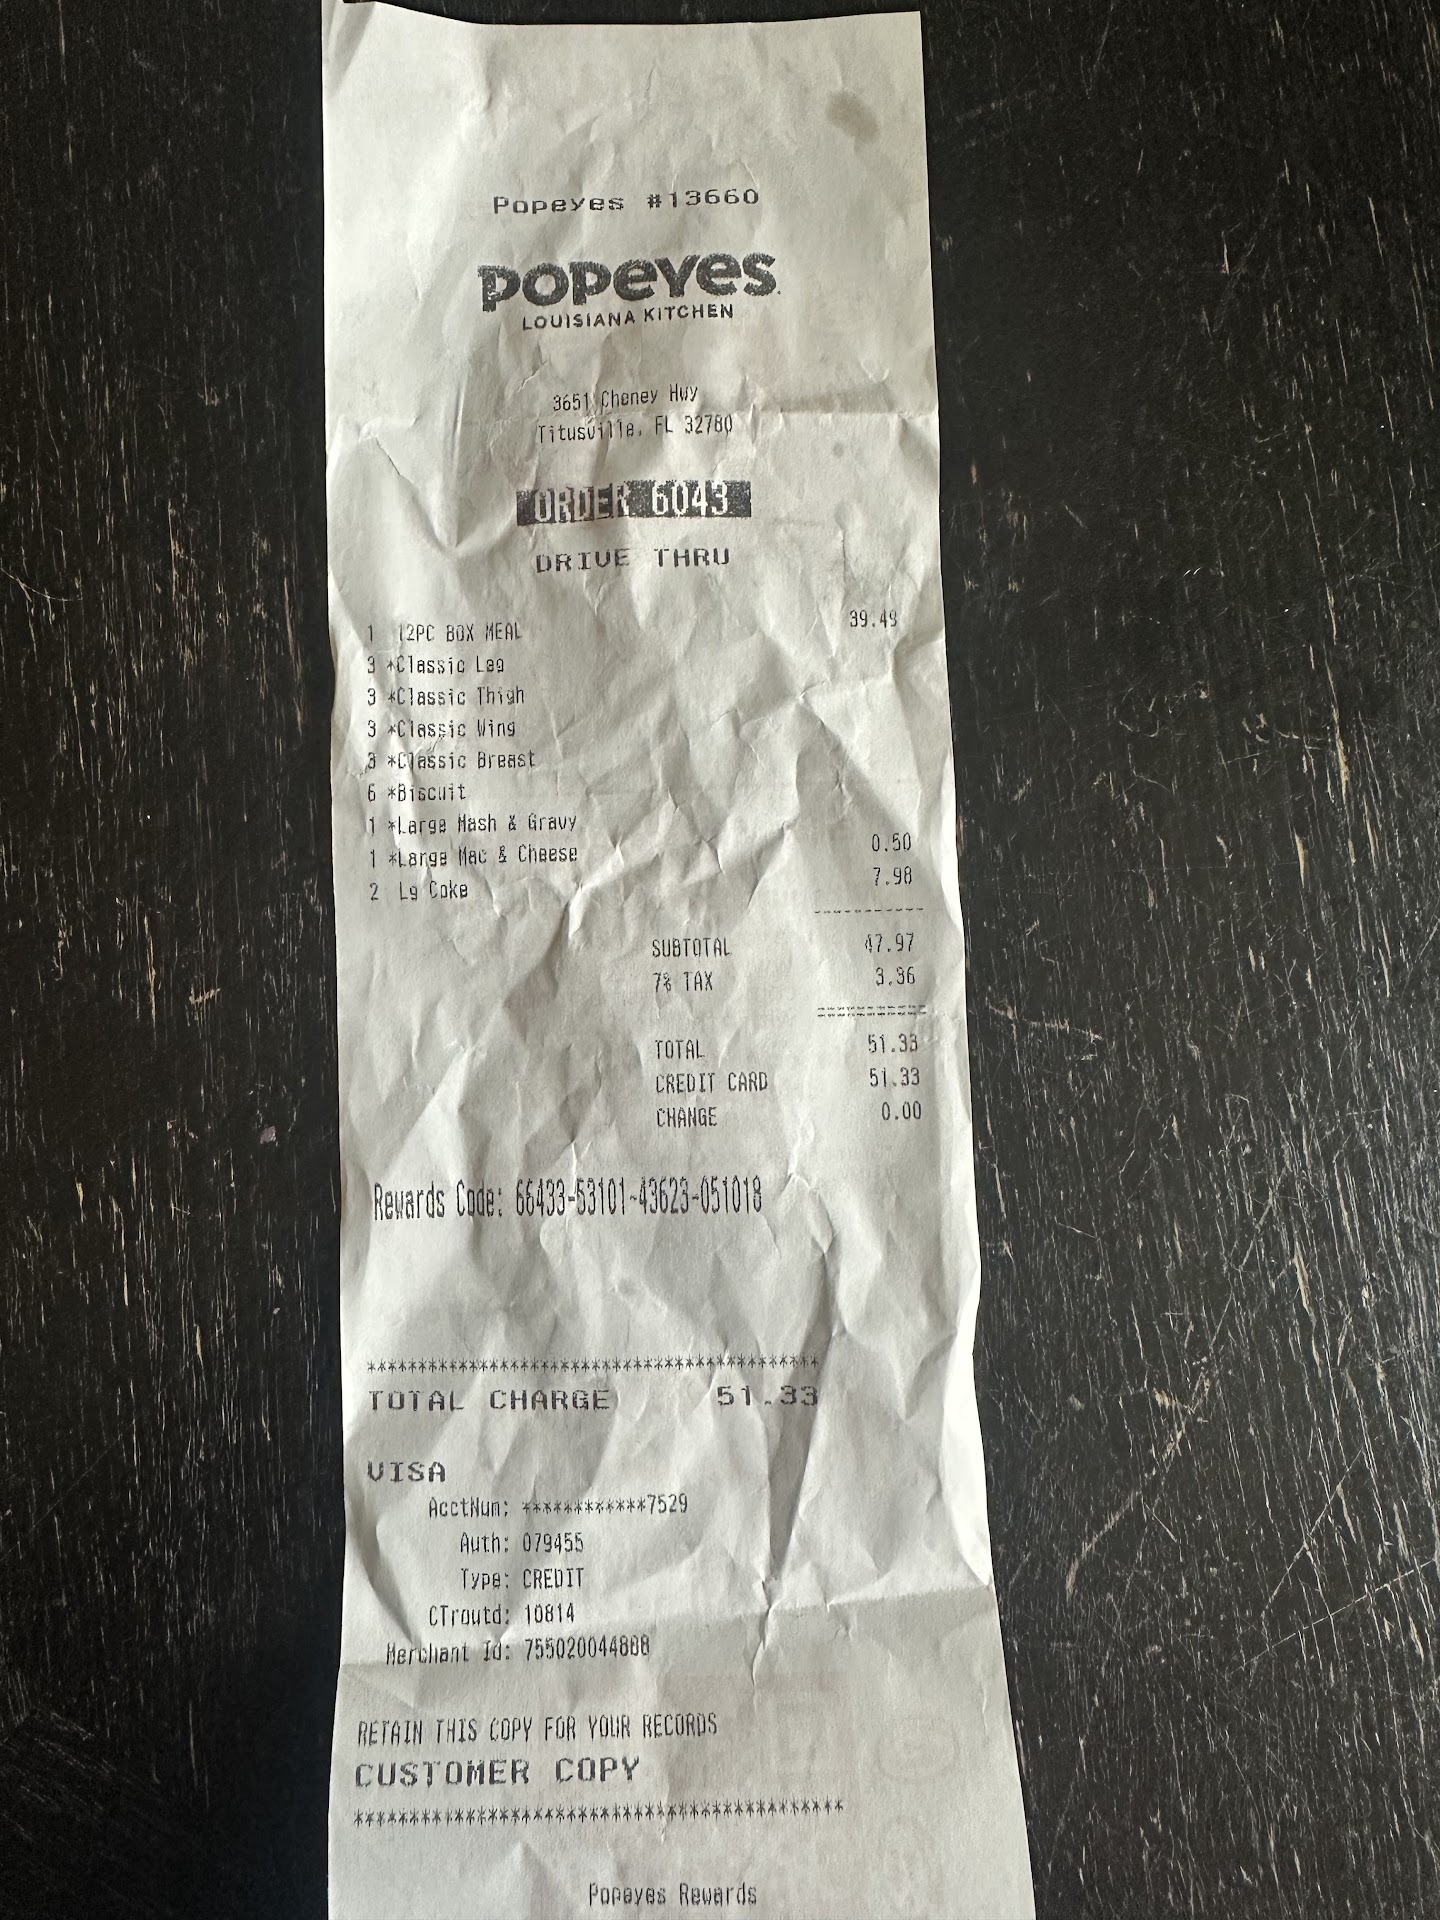 Popeyes #13660
POPEYES
LOUISIANA KITCHEN
3651 Cheney Hwy
Titusville, FL 32780
ORDER 6043
DRIVE THRU
1 12PC BOX MEAL 39.49
3 *Classic Leg
3 *Classic Thigh
3 *Classic Wing
3 *Classic Breast
6 *Biscuit
1 *Large Mash & Gravy
1 *Large Mac & Cheese 0.50
2 Lg Coke 7.98
-----------
SUBTOTAL 47.97
7% TAX 3.36
===========
TOTAL 51.33
CREDIT CARD 51.33
CHANGE 0.00
Rewards Code: 66433-53101-43623-051018
******************************************
TOTAL CHARGE 51.33
VISA
AcctNum: ************7529
Auth: 079455
Type: CREDIT
CTroutd: 10814
Merchant Id: 755020044888
RETAIN THIS COPY FOR YOUR RECORDS
CUSTOMER COPY
******************************************
Popeyes Rewards